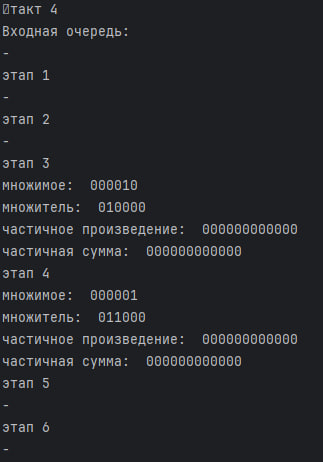 такт 4
Входная очередь:
-
этап 1
-
этап 2
-
этап 3
множимое:  000010
множитель:  010000
частичное произведение:  000000000000
частичная сумма:  000000000000
этап 4
множимое:  000001
множитель:  011000
частичное произведение:  000000000000
частичная сумма:  000000000000
этап 5
-
этап 6
-